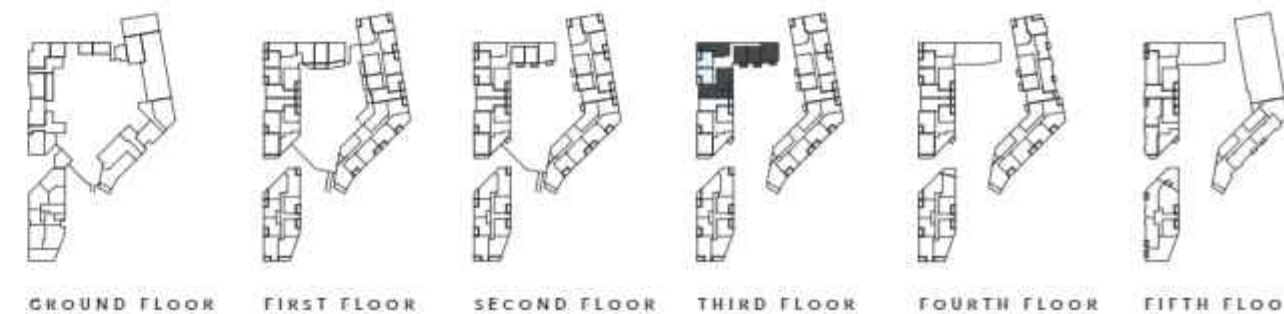 GROUND FLOOR
FIRST FLOOR
SECOND FLOOR
THIRD FLOOR
FOURTH FLOOR
FIFTH FLOO